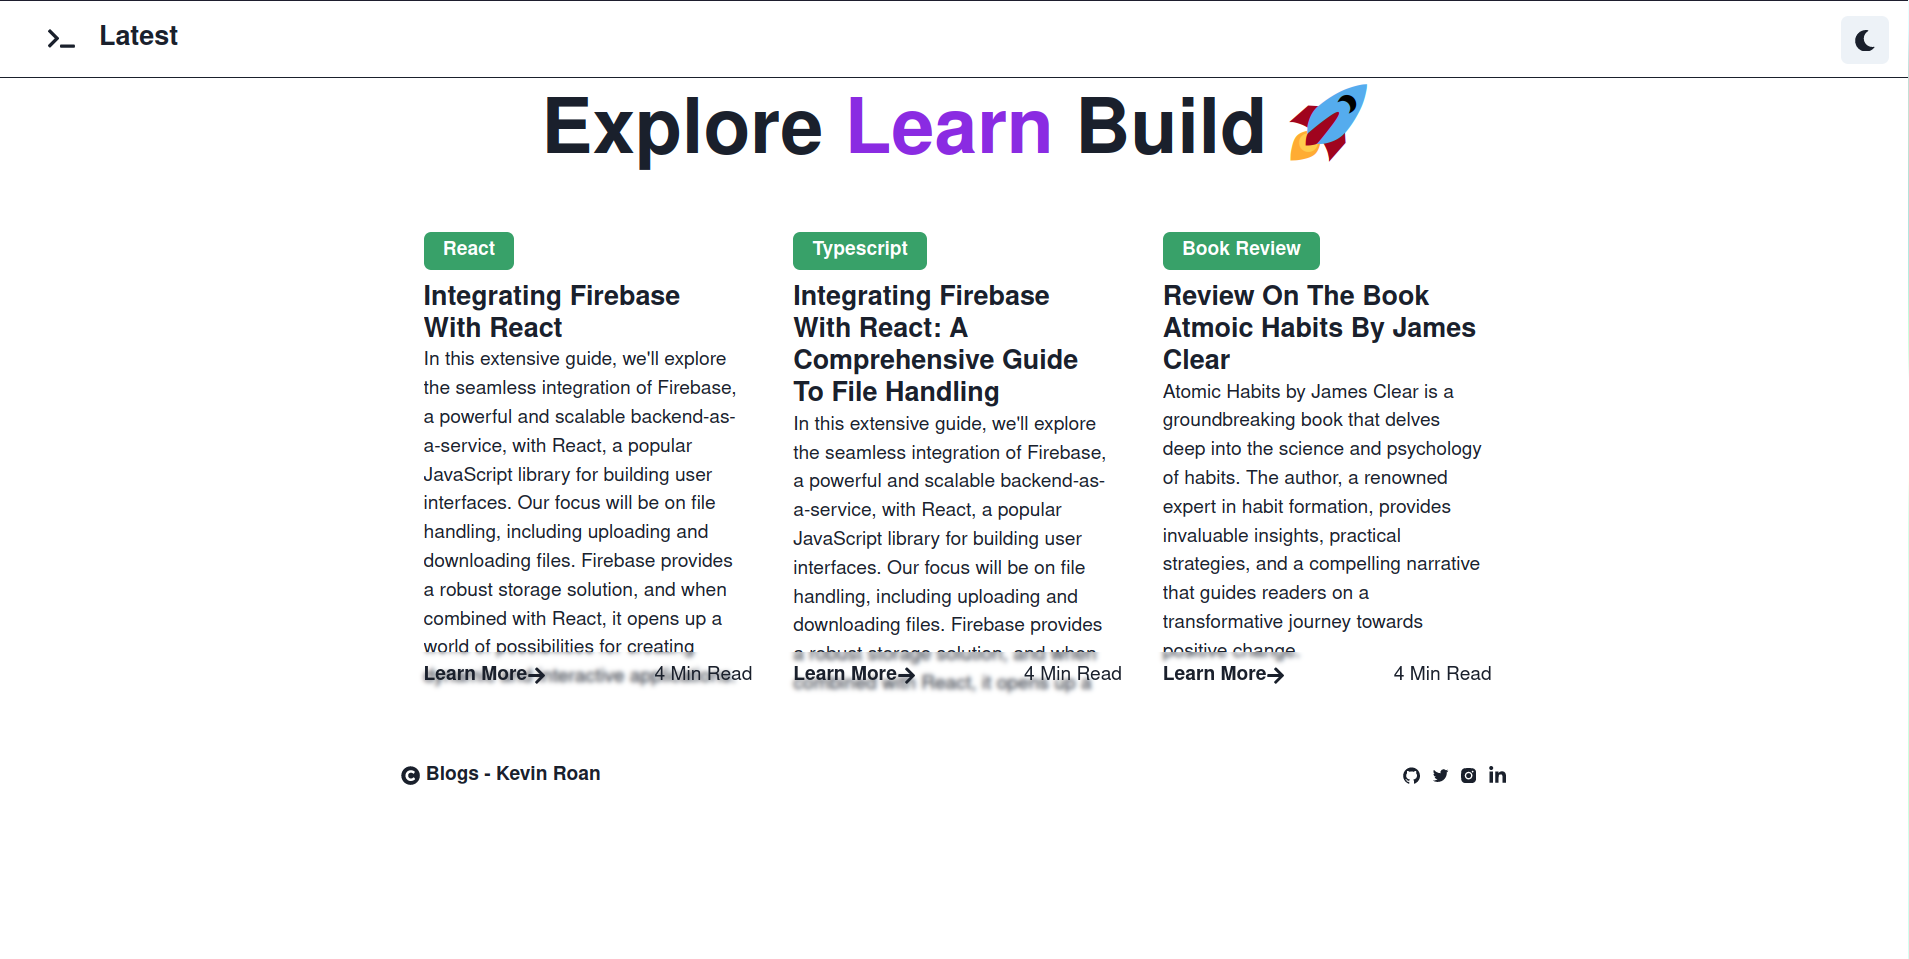 Latest
Explore Learn Build 🚀
React
Integrating Firebase
With React
In this extensive guide, we'll explore
the seamless integration of Firebase,
a powerful and scalable backend-as-
a-service, with React, a popular
JavaScript library for building user
interfaces. Our focus will be on file
handling, including uploading and
downloading files. Firebase provides
a robust storage solution, and when
combined with React, it opens up a
world of possibilities for creating
interactive
Learn More
4 Min Read
Typescript
Integrating Firebase
With React: A
Comprehensive Guide
To File Handling
In this extensive guide, we'll explore
the seamless integration of Firebase,
a powerful and scalable backend-as-
a-service, with React, a popular
JavaScript library for building user
interfaces. Our focus will be on file
handling, including uploading and
downloading files. Firebase provides
a robust storage solution, and when
combined with React, it opens up a
Learn More
4 Min Read
Book Review
Review On The Book
Atmoic Habits By James
Clear
Atomic Habits by James Clear is a
groundbreaking book that delves
deep into the science and psychology
of habits. The author, a renowned
expert in habit formation, provides
invaluable insights, practical
strategies, and a compelling narrative
that guides readers on a
transformative journey towards
positive change.
Learn More
4 Min Read
Blogs - Kevin Roan